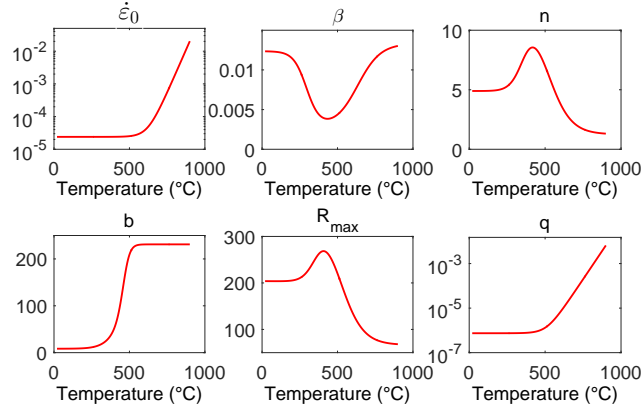 ε̇₀ β n
10⁻² 0.01 10
10⁻³ 0.005 5
10⁻⁴ 0 0
10⁻⁵
0 500 1000 0 500 1000 0 500 1000
Temperature (°C) Temperature (°C) Temperature (°C)
b R_max q
200 300 10⁻³
100 200 10⁻⁵
0 100 10⁻⁷
0 500 1000 0 500 1000 0 500 1000
Temperature (°C) Temperature (°C) Temperature (°C)